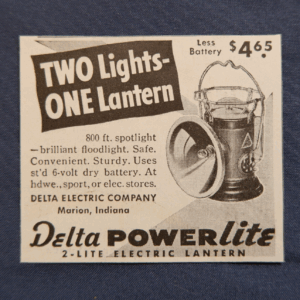 TWO Lights-
ONE Lantern
Less
Battery
$4.65
800 ft. spotlight
—brilliant floodlight. Safe.
Convenient. Sturdy. Uses
st'd 6-volt dry battery. At
hdwe., sport, or elec. stores.
DELTA ELECTRIC COMPANY
Marion, Indiana
Delta POWERLite
2-LITE ELECTRIC LANTERN